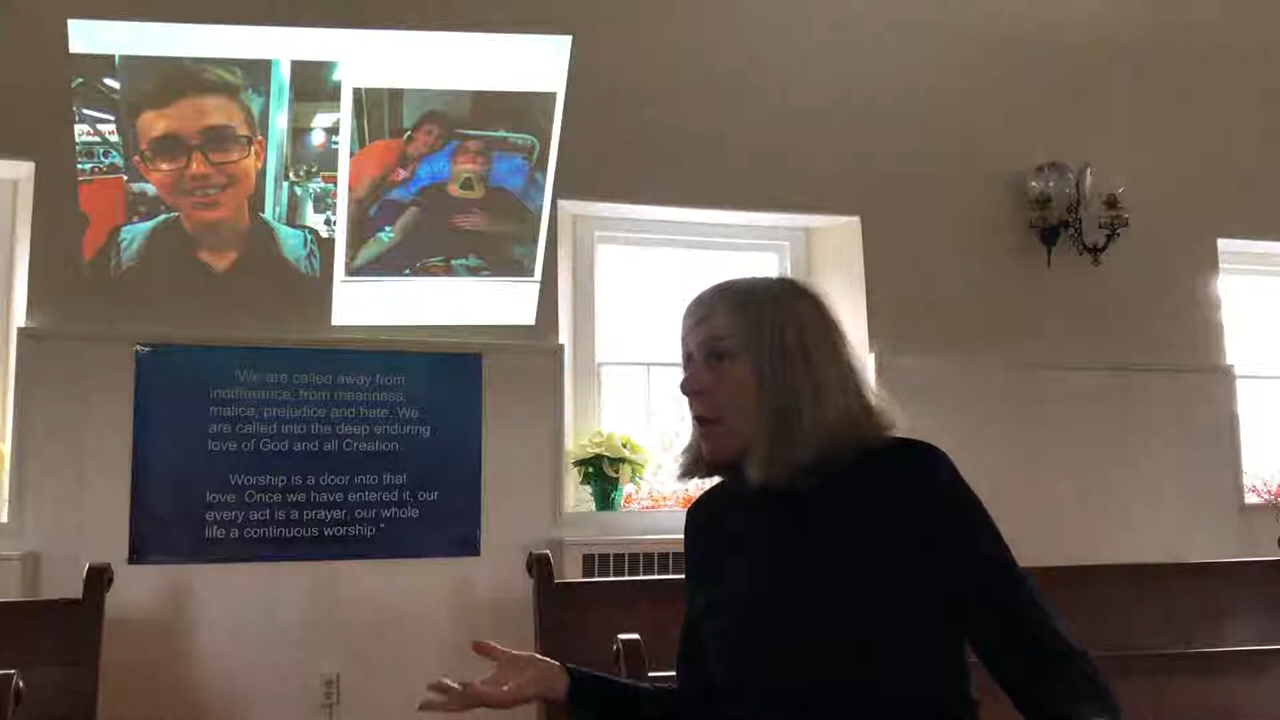 "We are called away from
indifference, from meanness,
malice, prejudice and hate. We
are called into the deep enduring
love of God and all Creation.
Worship is a door into that
love. Once we have entered it, our
every act is a prayer, our whole
life a continuous worship."